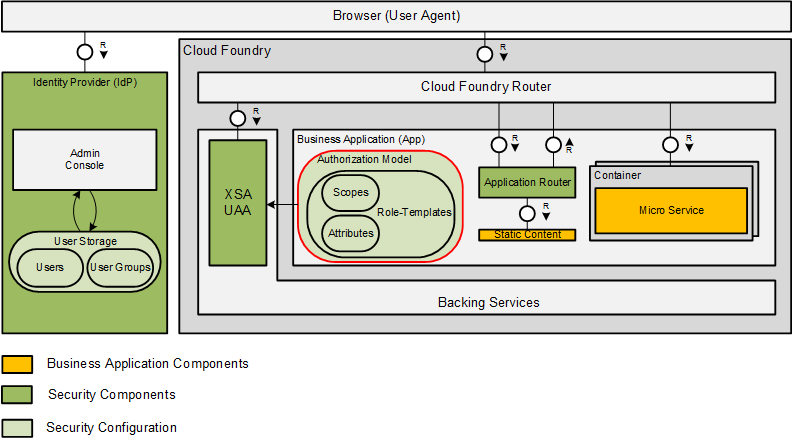 Browser (User Agent)
R
R
Cloud Foundry
Identity Provider (IdP)
Cloud Foundry Router
R
Admin
Console
Business Application (App)
R
R
R
Authorization Model
XSA
UAA
Scopes
Role-Templates
Attributes
Application Router
R
Static Content
Container
Micro Service
User Storage
Users
User Groups
Backing Services
Business Application Components
Security Components
Security Configuration